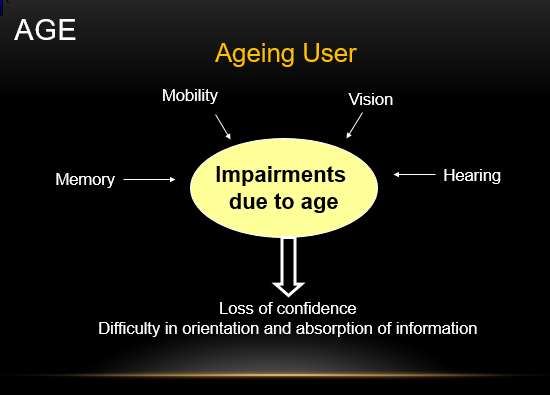 AGE
Ageing User
Mobility
Vision
Memory
Impairments
due to age
Hearing
Loss of confidence
Difficulty in orientation and absorption of information